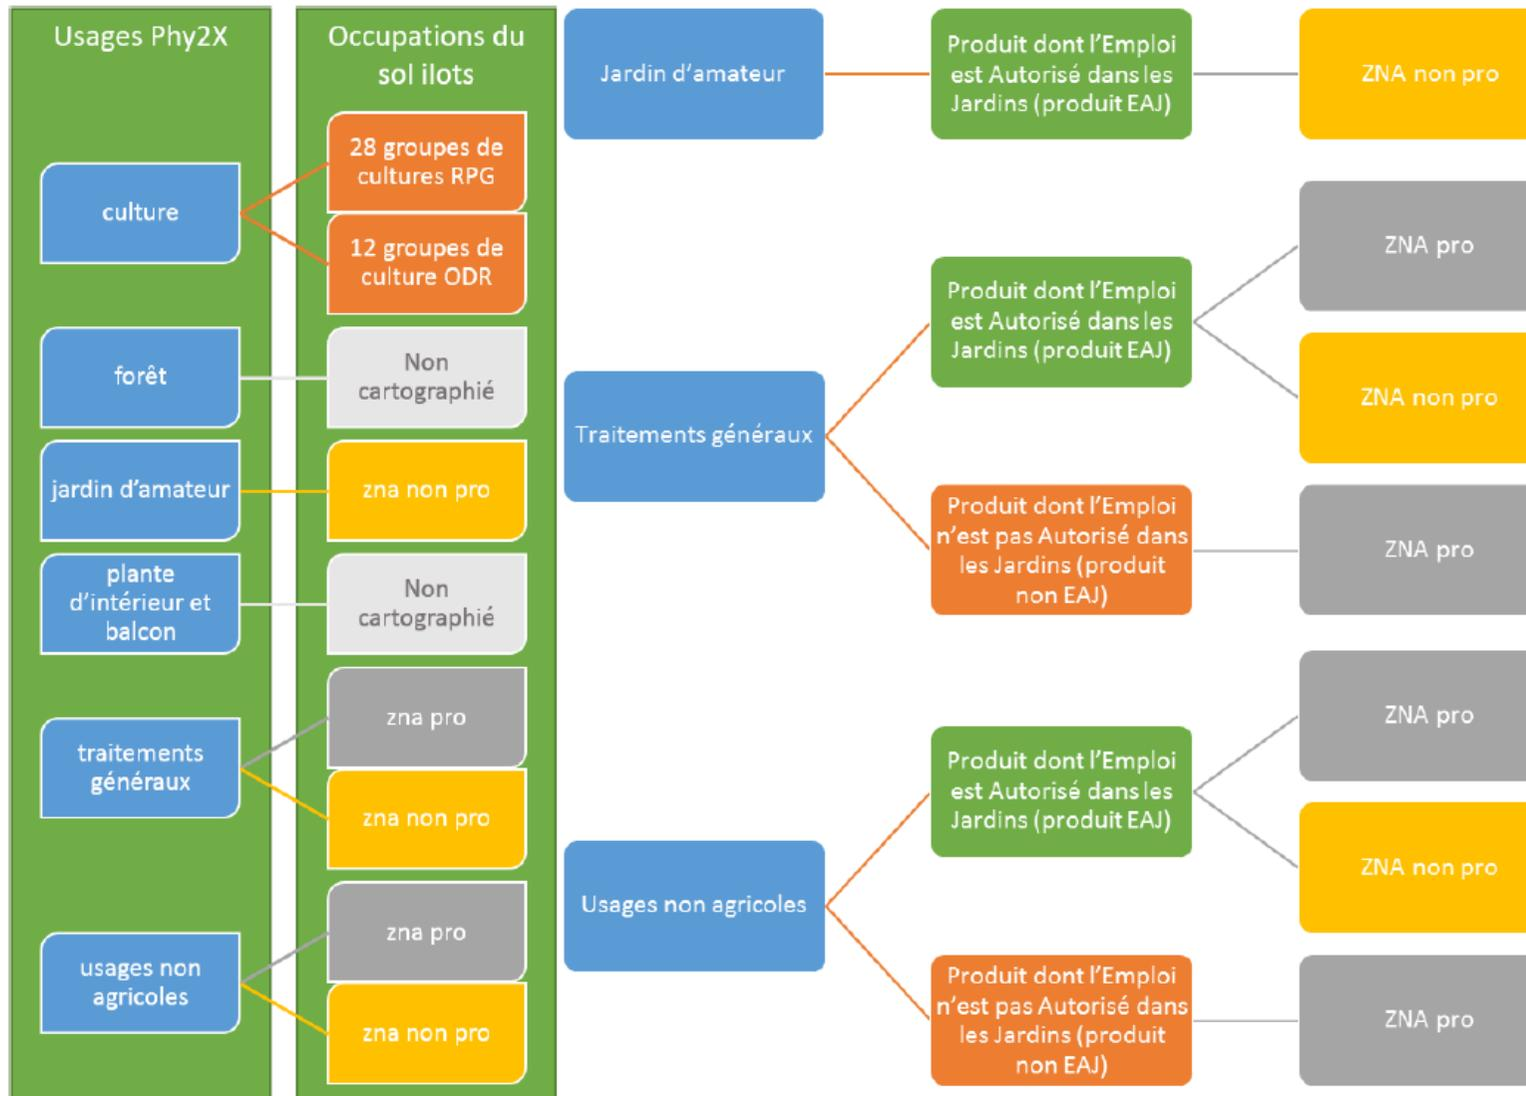 Usages Phy2X
culture
forêt
jardin d'amateur
plante
d'intérieur et
balcon
traitements
généraux
usages non
agricoles
Occupations du
sol ilots
28 groupes de
cultures RPG
12 groupes de
culture ODR
Non
cartographié
zna non pro
Non
cartographié
zna pro
zna non pro
zna pro
zna non pro
Jardin d'amateur
Produit dont l'Emploi
est Autorisé dans les
Jardins (produit EAJ)
ZNA non pro
Traitements généraux
Produit dont l'Emploi
est Autorisé dans les
Jardins (produit EAJ)
ZNA pro
ZNA non pro
Produit dont l'Emploi
n'est pas Autorisé dans
les Jardins (produit
non EAJ)
ZNA pro
Usages non agricoles
Produit dont l'Emploi
est Autorisé dans les
Jardins (produit EAJ)
ZNA pro
ZNA non pro
Produit dont l'Emploi
n'est pas Autorisé dans
les Jardins (produit
non EAJ)
ZNA pro